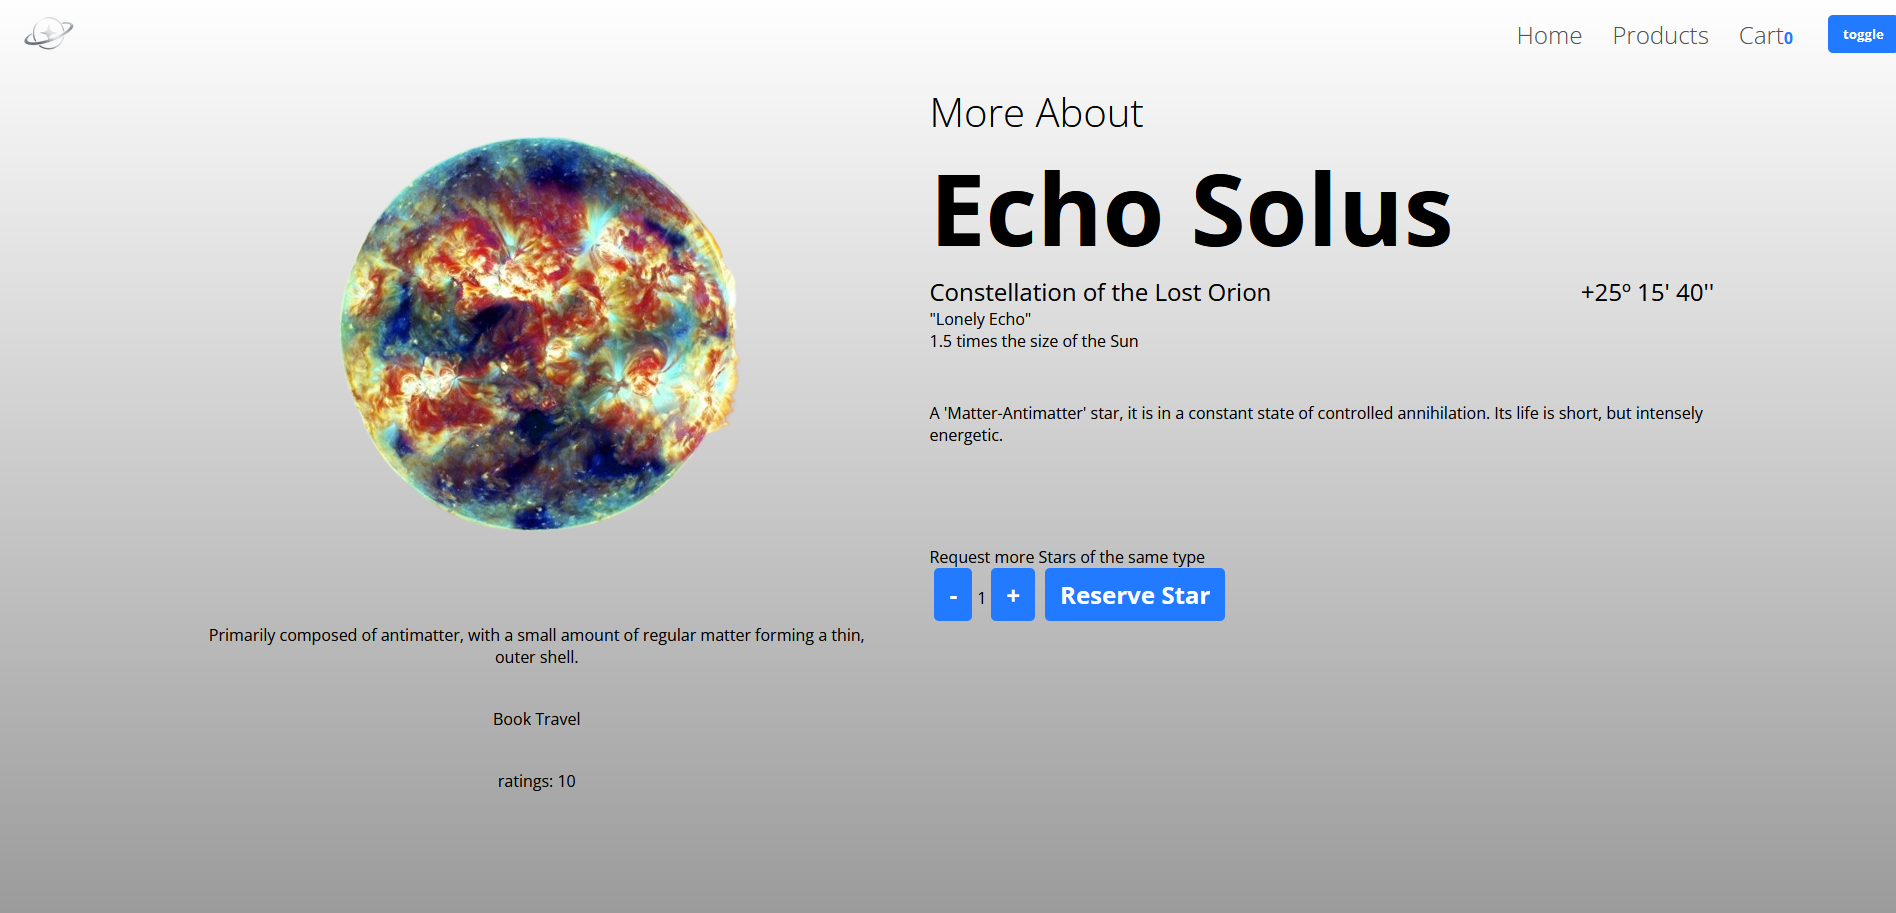 Home Products Cart0 toggle
More About
Echo Solus
Constellation of the Lost Orion +25º 15' 40''
"Lonely Echo"
1.5 times the size of the Sun
A 'Matter-Antimatter' star, it is in a constant state of controlled annihilation. Its life is short, but intensely
energetic.
Request more Stars of the same type
- 1 + Reserve Star
Primarily composed of antimatter, with a small amount of regular matter forming a thin,
outer shell.
Book Travel
ratings: 10